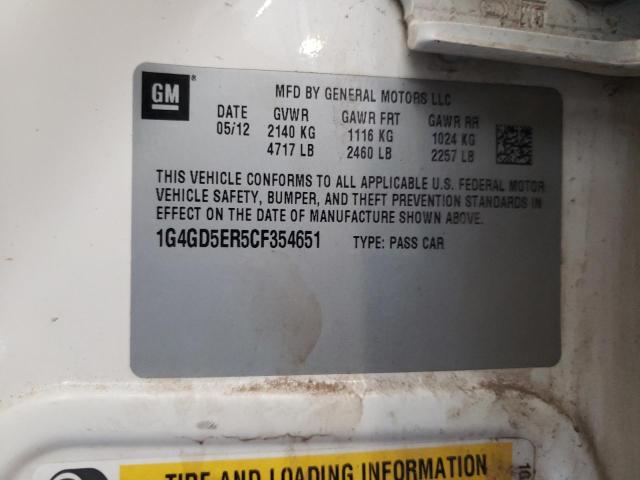 GM
MFD BY GENERAL MOTORS LLC
DATE GVWR GAWR FRT GAWR RR
05/12 2140 KG 1116 KG 1024 KG
4717 LB 2460 LB 2257 LB
THIS VEHICLE CONFORMS TO ALL APPLICABLE U.S. FEDERAL MOTOR
VEHICLE SAFETY, BUMPER, AND THEFT PREVENTION STANDARDS IN
EFFECT ON THE DATE OF MANUFACTURE SHOWN ABOVE.
1G4GD5ER5CF354651 TYPE: PASS CAR
TIRE AND LOADING INFORMATION